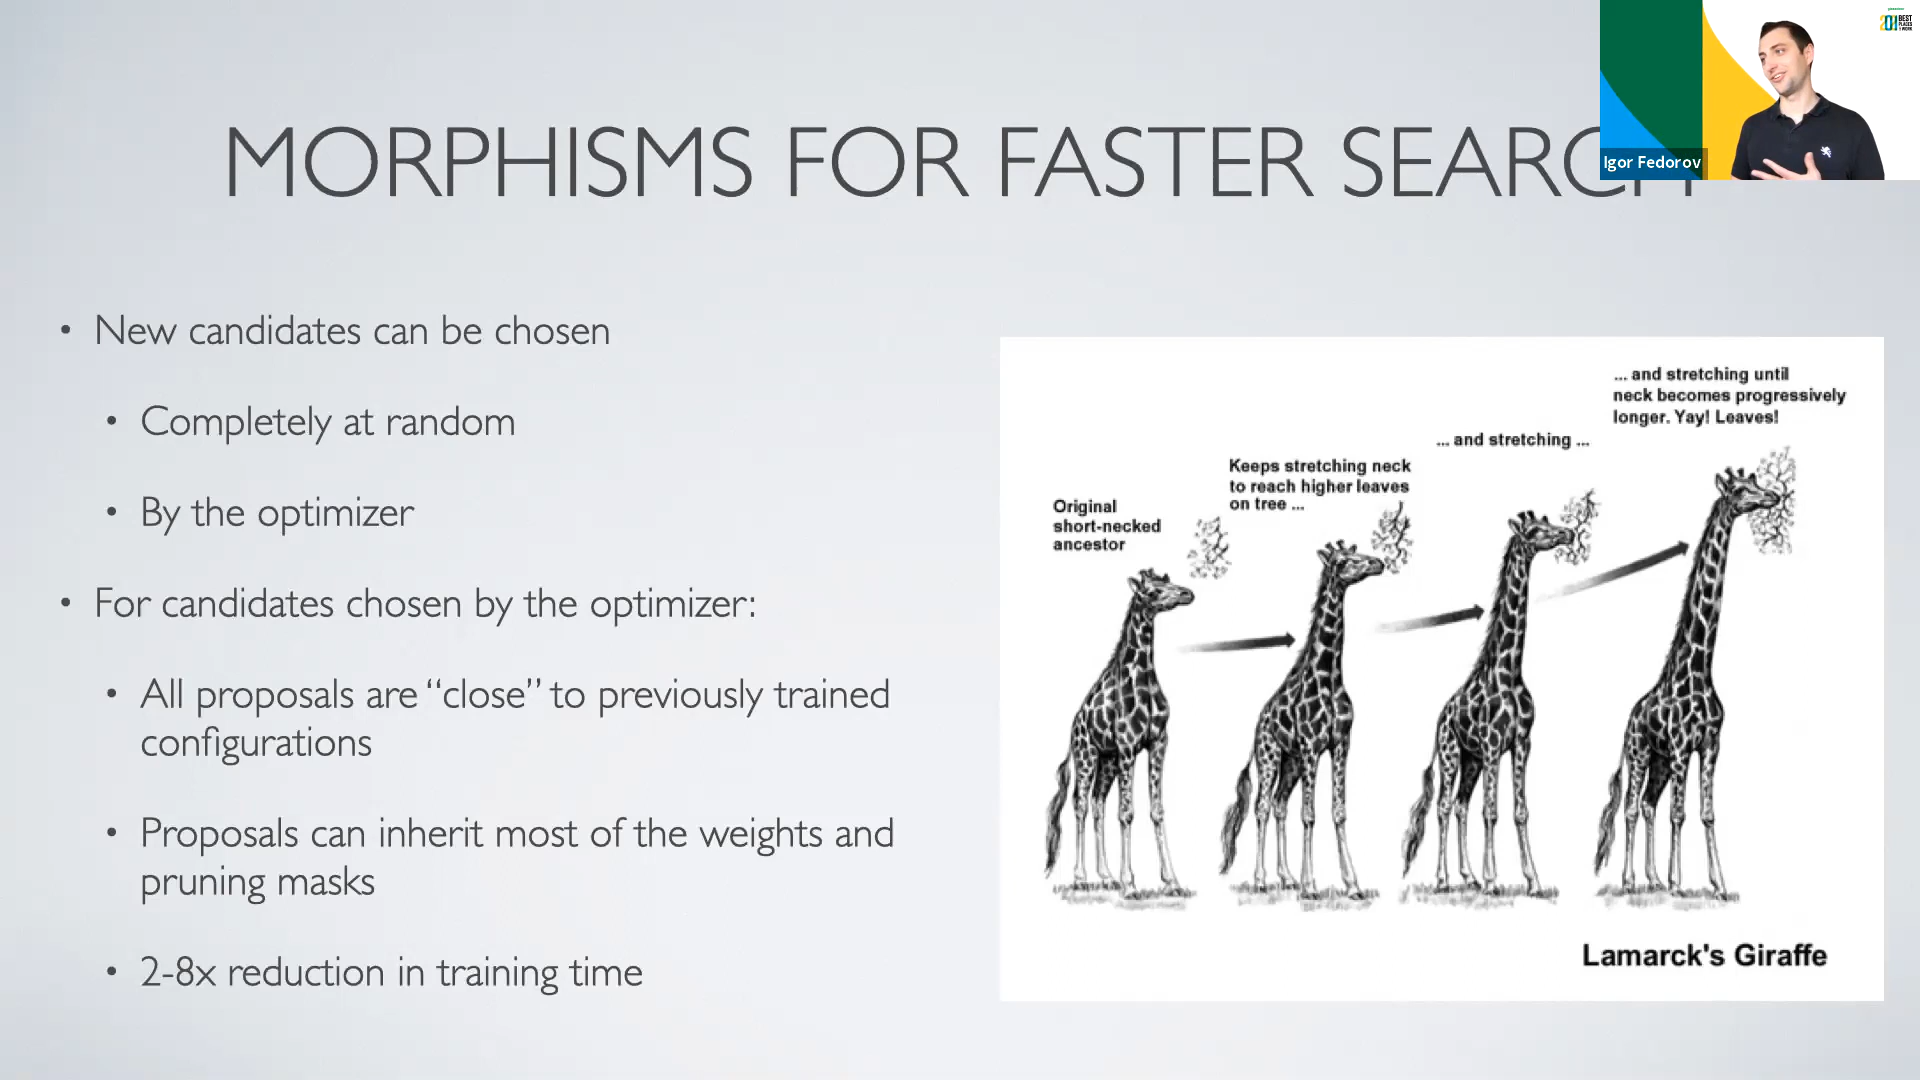 MORPHISMS FOR FASTER SEARCH
Igor Fedorov
BEST
• New candidates can be chosen
• Completely at random
• By the optimizer
• For candidates chosen by the optimizer:
• All proposals are “close” to previously trained
configurations
• Proposals can inherit most of the weights and
pruning masks
• 2-8x reduction in training time
Original
short-necked
ancestor
Keeps stretching neck
to reach higher leaves
on tree ...
... and stretching ...
... and stretching until
neck becomes progressively
longer. Yay! Leaves!
Lamarck's Giraffe